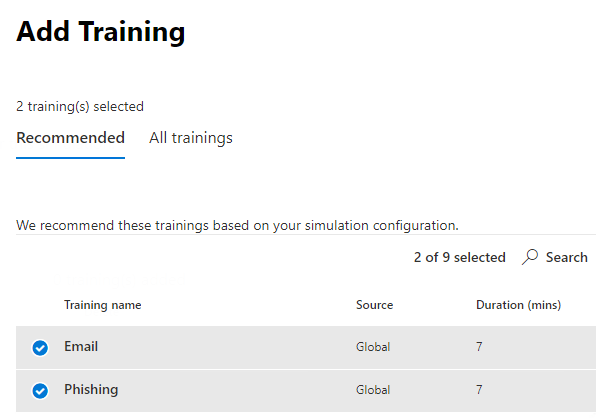 Add Training
2 training(s) selected
Recommended All trainings
We recommend these trainings based on your simulation configuration.
2 of 9 selected Search
Training name Source Duration (mins)
Email Global 7
Phishing Global 7